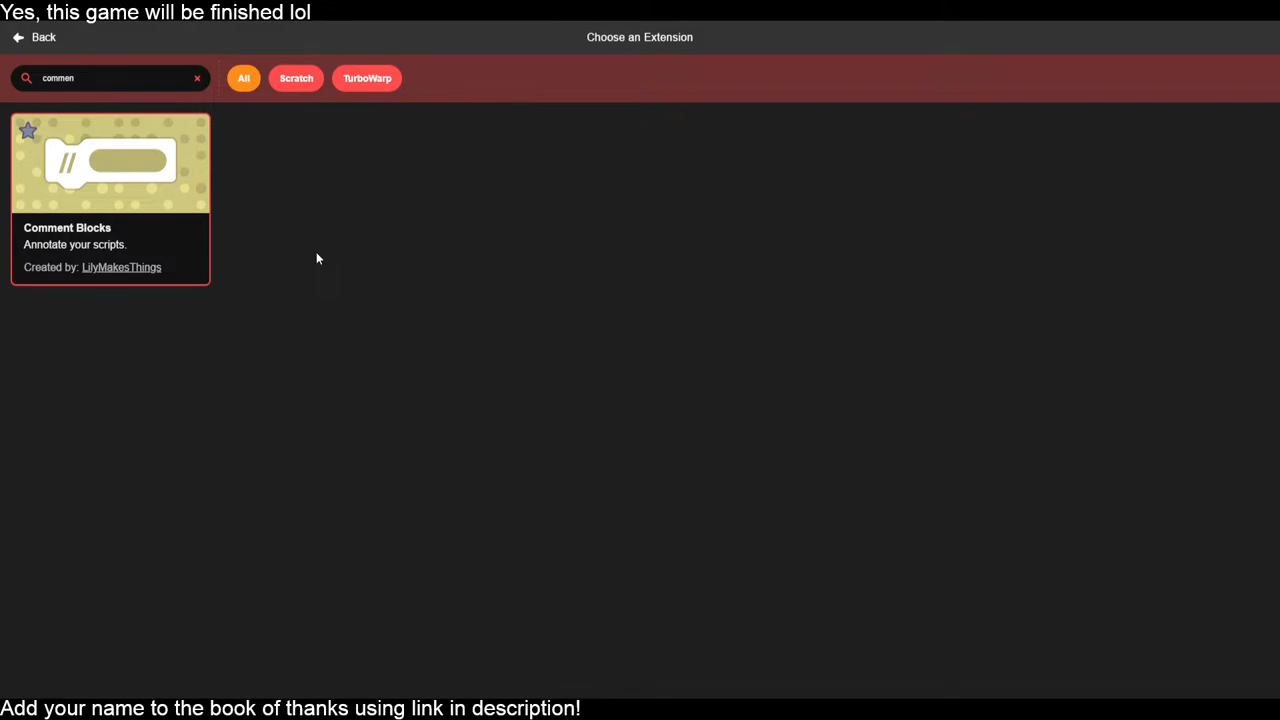 Yes, this game will be finished lol
Back
Choose an Extension
commen
All
Scratch
TurboWarp
//
Comment Blocks
Annotate your scripts.
Created by: LilyMakesThings
Add your name to the book of thanks using link in description!